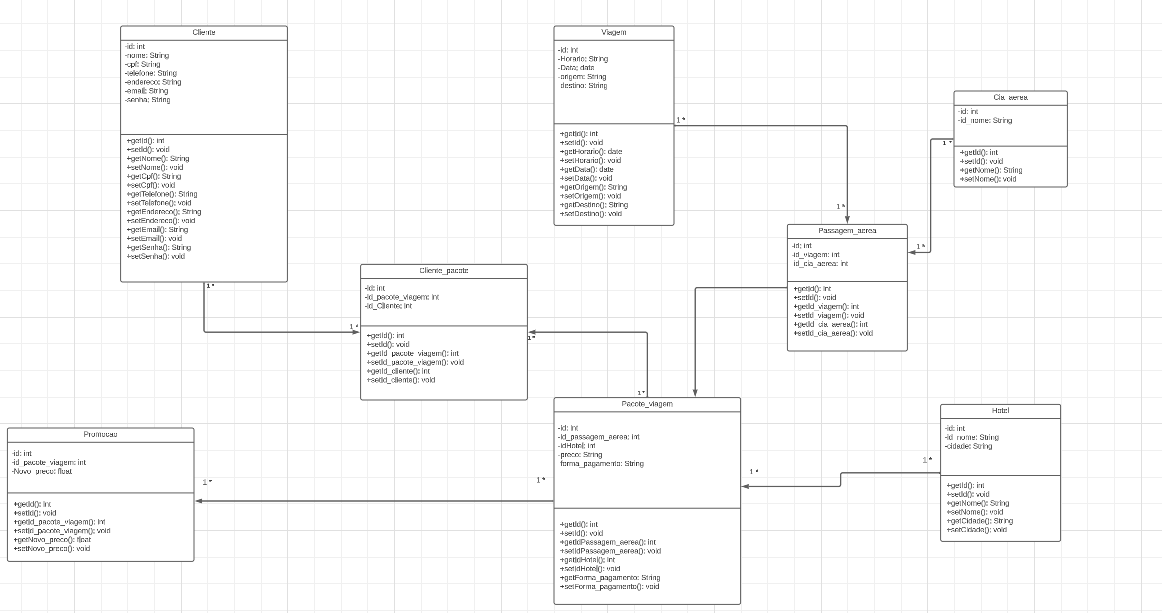 Cliente
-id: int
-nome: String
-cpf: String
-telefone: String
-endereco: String
-email: String
-senha: String
+getId(): int
+setId(): void
+getNome(): String
+setNome(): void
+getCpf(): String
+setCpf(): void
+getTelefone(): String
+setTelefone(): void
+getEndereco(): String
+setEndereco(): void
+getEmail(): String
+setEmail(): void
+getSenha(): String
+setSenha(): void
1 *
1 *
Viagem
-id: int
-Horario: String
-Data: date
-origem: String
destino: String
+getId(): int
+setId(): void
+getHorario(): date
+setHorario(): void
+getData(): date
+setData(): void
+getOrigem(): String
+setOrigem(): void
+getDestino(): String
+setDestino(): void
1 *
1 *
Cia_aerea
-id: int
-id_nome: String
+getId(): int
+setId(): void
+getNome(): String
+setNome(): void
1 *
1 *
Passagem_aerea
-id: int
-id_viagem: int
id_cia_aerea: int
+getId(): int
+setId(): void
+getId_viagem(): int
+setId_viagem(): void
+getId_cia_aerea(): int
+setId_cia_aerea(): void
Cliente_pacote
-id: int
-id_pacote_viagem: int
-id_Cliente: int
+getId(): int
+setId(): void
+getId_pacote_viagem(): int
+setId_pacote_viagem(): void
+getId_cliente(): int
+setId_cliente(): void
1 *
1 *
Pacote_viagem
-id: int
-id_passagem_aerea: int
-idHotel: int
-preco: String
forma_pagamento: String
+getId(): int
+setId(): void
+getIdPassagem_aerea(): int
+setIdPassagem_aerea(): void
+getIdHotel(): int
+setIdHotel(): void
+getForma_pagamento: String
+setForma_pagamento(): void
1 *
1 *
Hotel
-id: int
-id_nome: String
-cidade: String
+getId(): int
+setId(): void
+getNome(): String
+setNome(): void
+getCidade(): String
+setCidade(): void
1 *
1 *
Promocao
-id: int
-id_pacote_viagem: int
-Novo_preco: float
+getId(): int
+setId(): void
+getId_pacote_viagem(): int
+setId_pacote_viagem(): void
+getNovo_preco(): float
+setNovo_preco(): void